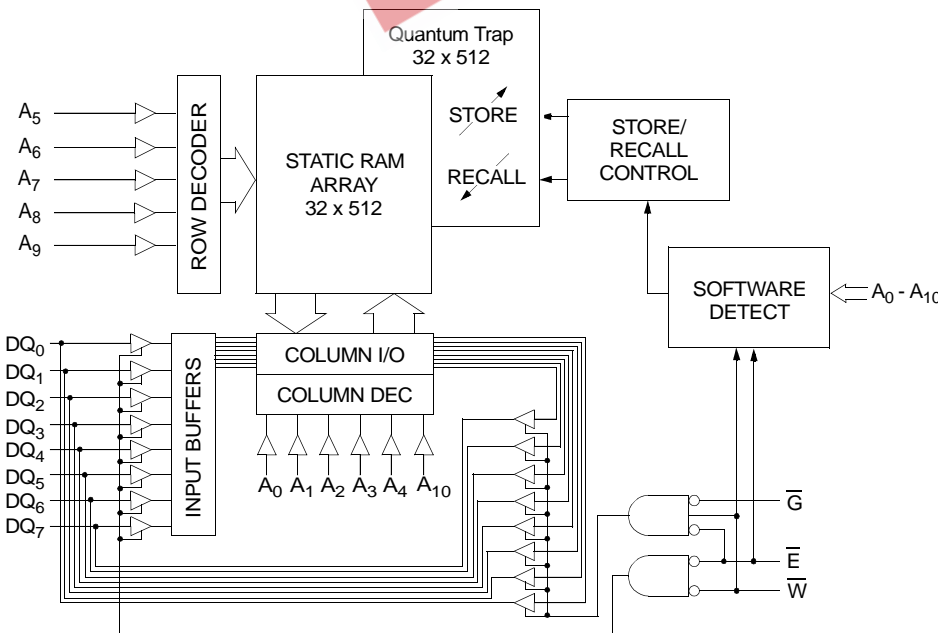 Quantum Trap
32 x 512
STORE
RECALL
STORE/
RECALL
CONTROL
A5
A6
A7
A8
A9
ROW DECODER
STATIC RAM
ARRAY
32 x 512
SOFTWARE
DETECT
A0 - A10
DQ0
DQ1
DQ2
DQ3
DQ4
DQ5
DQ6
DQ7
INPUT BUFFERS
COLUMN I/O
COLUMN DEC
A0 A1 A2 A3 A4 A10
G̅
E̅
W̅